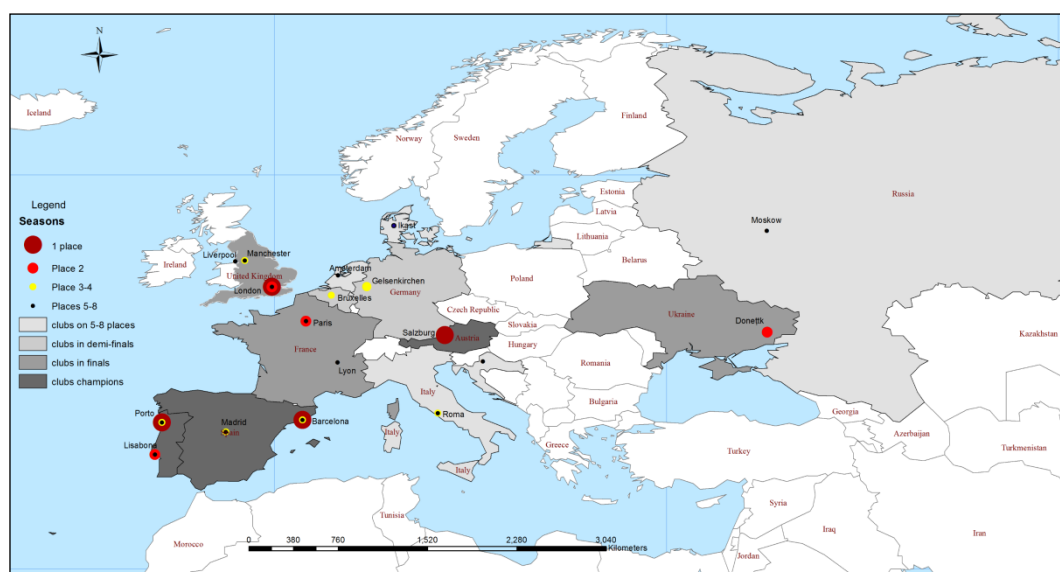 N
Iceland
Finland
Norway
Sweden
Russia
Estonia
Latvia
Lithuania
Belarus
Moskow
Ikast
Legend
Seasons
1 place
Place 2
Place 3-4
Places 5-8
clubs on 5-8 places
clubs in demi-finals
clubs in finals
clubs champions
Ireland
Liverpool
Manchester
United Kingdom
London
Amsterdam
Gelsenkirchen
Germany
Bruxelles
Poland
Czech Republic
Slovakia
Ukraine
Kazakhstan
Paris
Salzburg
Austria
Hungary
France
Lyon
Romania
Italy
Bulgaria
Georgia
Porto
Madrid
Barcelona
Roma
Italy
Lisabona
Greece
Turkey
Azerbaijan
Turkmenistan
Italy
Tunisia
Syria
Iraq
Iran
Morocco
Jordan
0 380 760 1,520 2,280 3,040
Kilometers